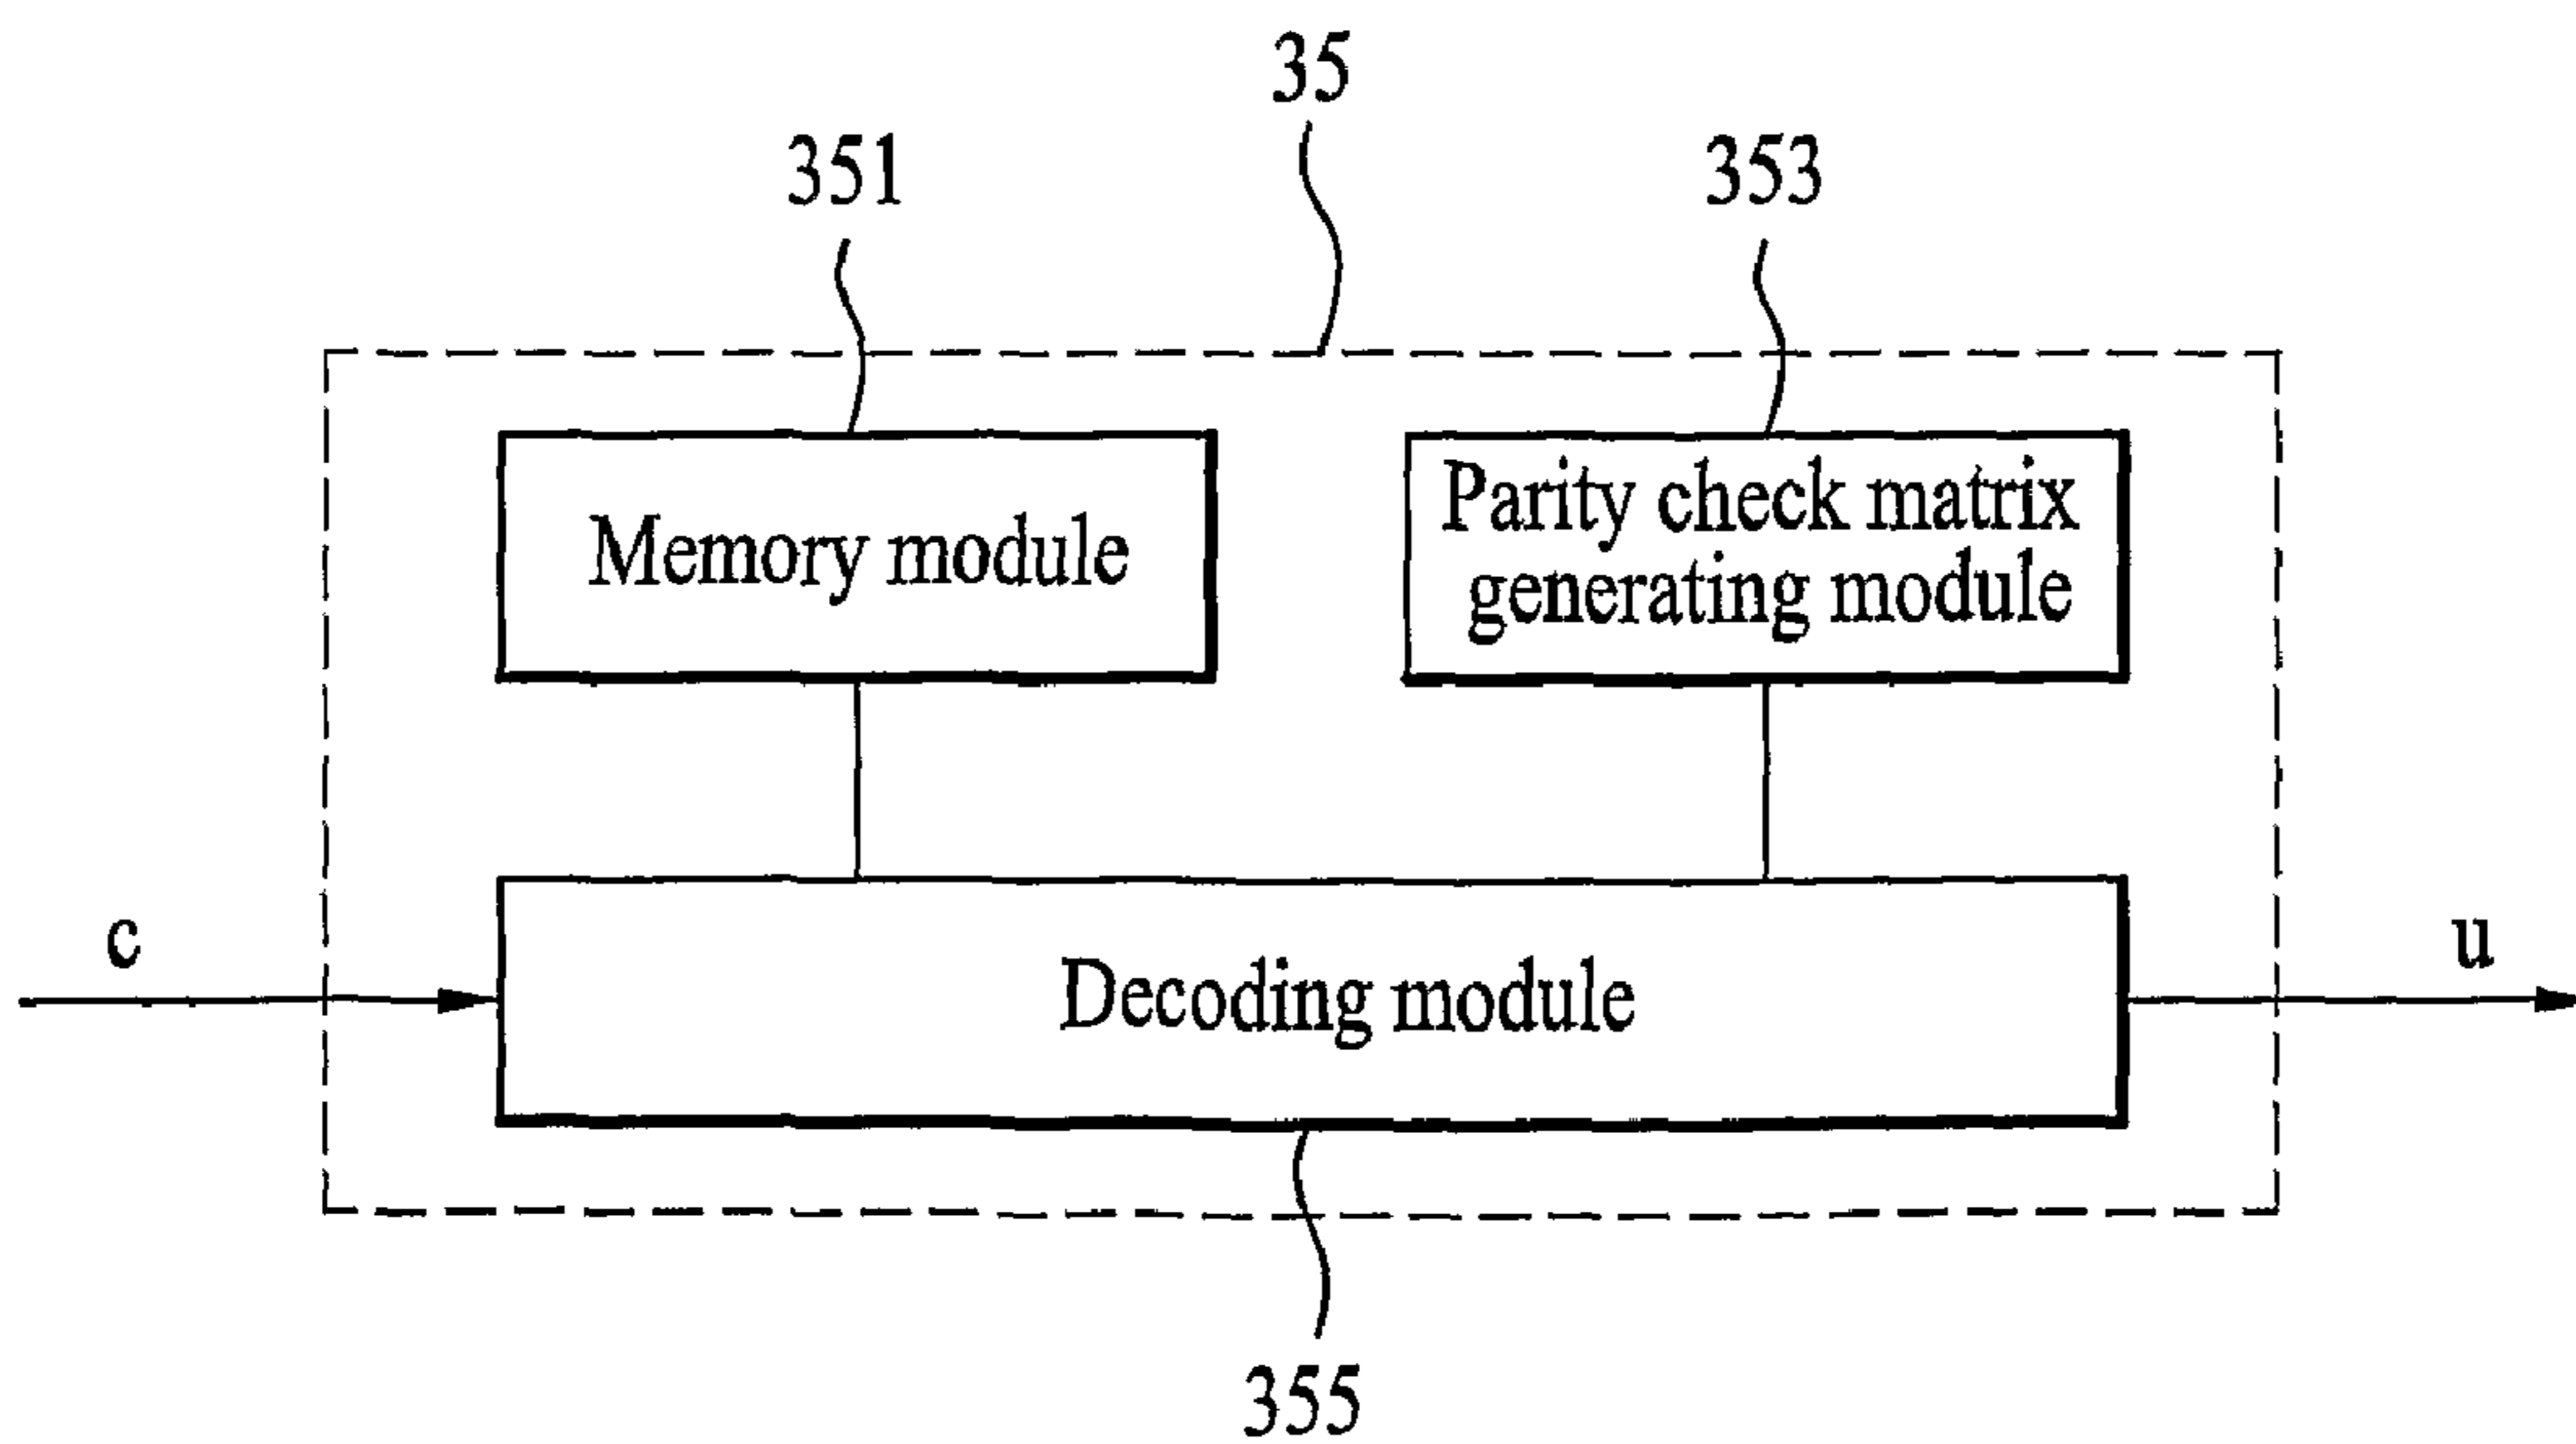 35
351
353
Memory module
Parity check matrix
generating module
c
Decoding module
u
355